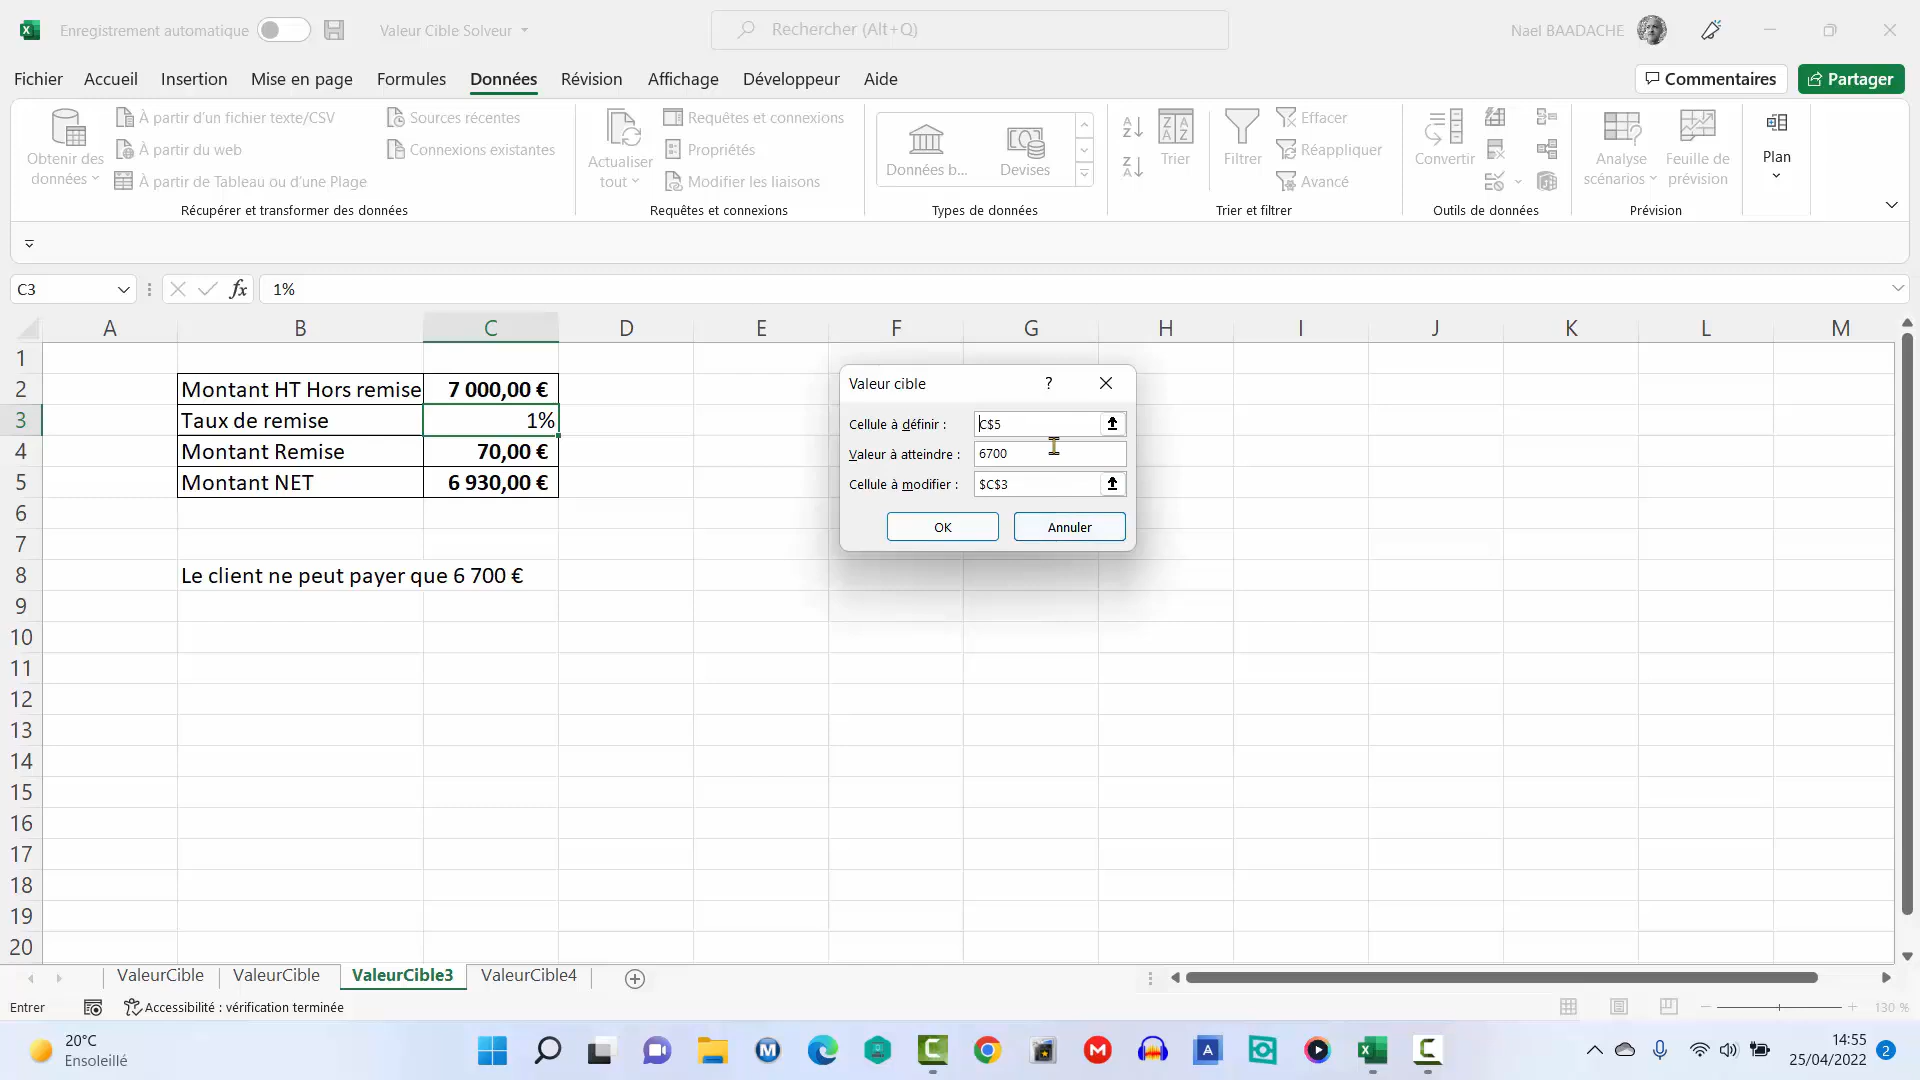 Enregistrement automatique
Valeur Cible Solveur
Rechercher (Alt+Q)
Nael BAADACHE
Fichier Accueil Insertion Mise en page Formules Données Révision Affichage Développeur Aide
Commentaires
Partager
Obtenir des données
À partir d'un fichier texte/CSV
À partir du web
À partir de Tableau ou d'une Plage
Sources récentes
Connexions existantes
Récupérer et transformer des données
Actualiser tout
Requêtes et connexions
Propriétés
Modifier les liaisons
Requêtes et connexions
Données b...
Devises
Types de données
Trier
Filtrer
Effacer
Réappliquer
Avancé
Trier et filtrer
Convertir
Outils de données
Analyse scénarios
Feuille de prévision
Prévision
Plan
C3
fx
1%
A B C D E F G H I J K L M
1
2 Montant HT Hors remise 7 000,00 €
3 Taux de remise 1%
4 Montant Remise 70,00 €
5 Montant NET 6 930,00 €
6
7
8 Le client ne peut payer que 6 700 €
9
10
11
12
13
14
15
16
17
18
19
20
Valeur cible
?
Cellule à définir : C$5
Valeur à atteindre : 6700
Cellule à modifier : $C$3
OK
Annuler
ValeurCible ValeurCible ValeurCible3 ValeurCible4
Entrer
Accessibilité : vérification terminée
130 %
20°C
Ensoleillé
14:55
25/04/2022
2